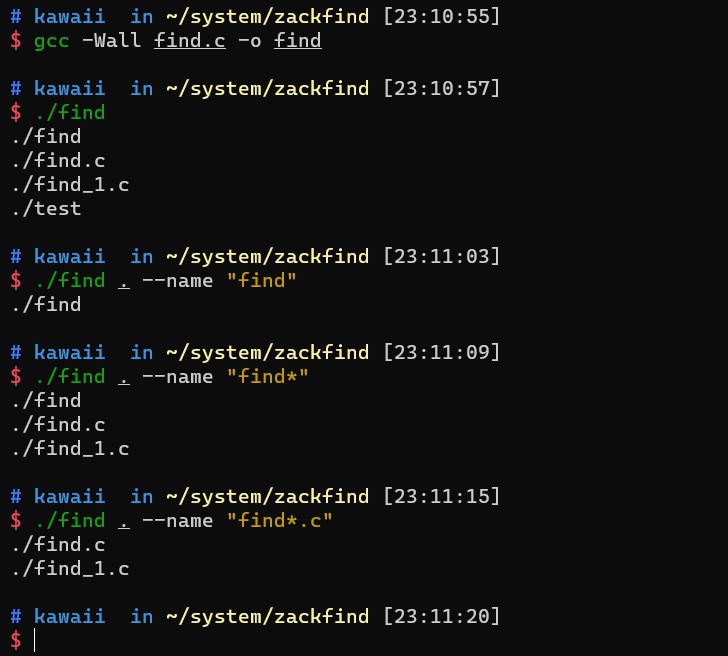 # kawaii  in ~/system/zackfind [23:10:55]
$ gcc -Wall find.c -o find
# kawaii  in ~/system/zackfind [23:10:57]
$ ./find
./find
./find.c
./find_1.c
./test
# kawaii  in ~/system/zackfind [23:11:03]
$ ./find . --name "find"
./find
# kawaii  in ~/system/zackfind [23:11:09]
$ ./find . --name "find*"
./find
./find.c
./find_1.c
# kawaii  in ~/system/zackfind [23:11:15]
$ ./find . --name "find*.c"
./find.c
./find_1.c
# kawaii  in ~/system/zackfind [23:11:20]
$